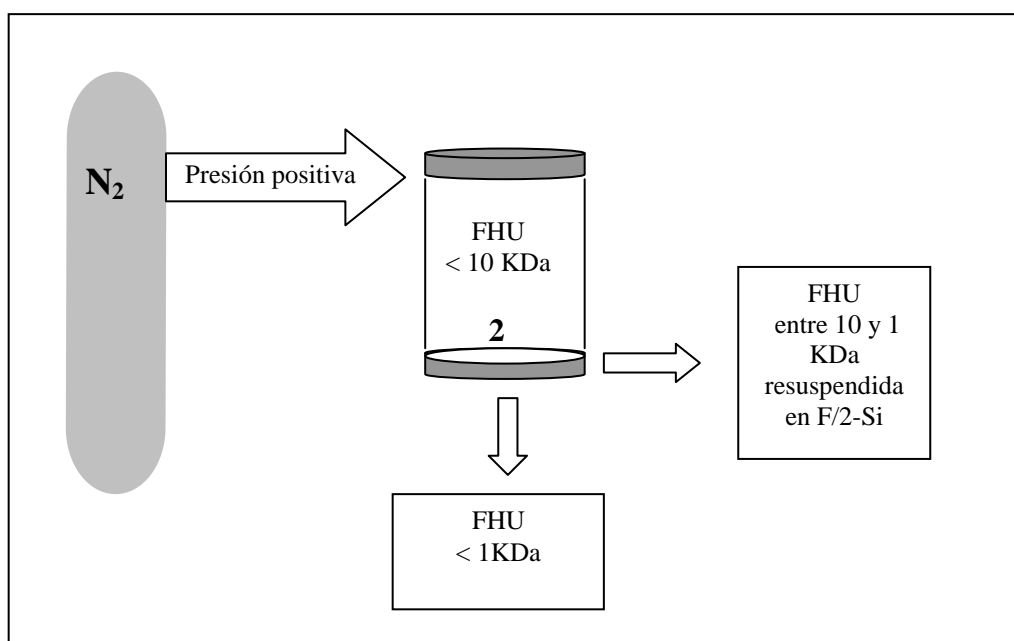 N₂
Presión positiva
FHU
< 10 KDa
2
FHU
entre 10 y 1
KDa
resuspendida
en F/2-Si
FHU
< 1KDa